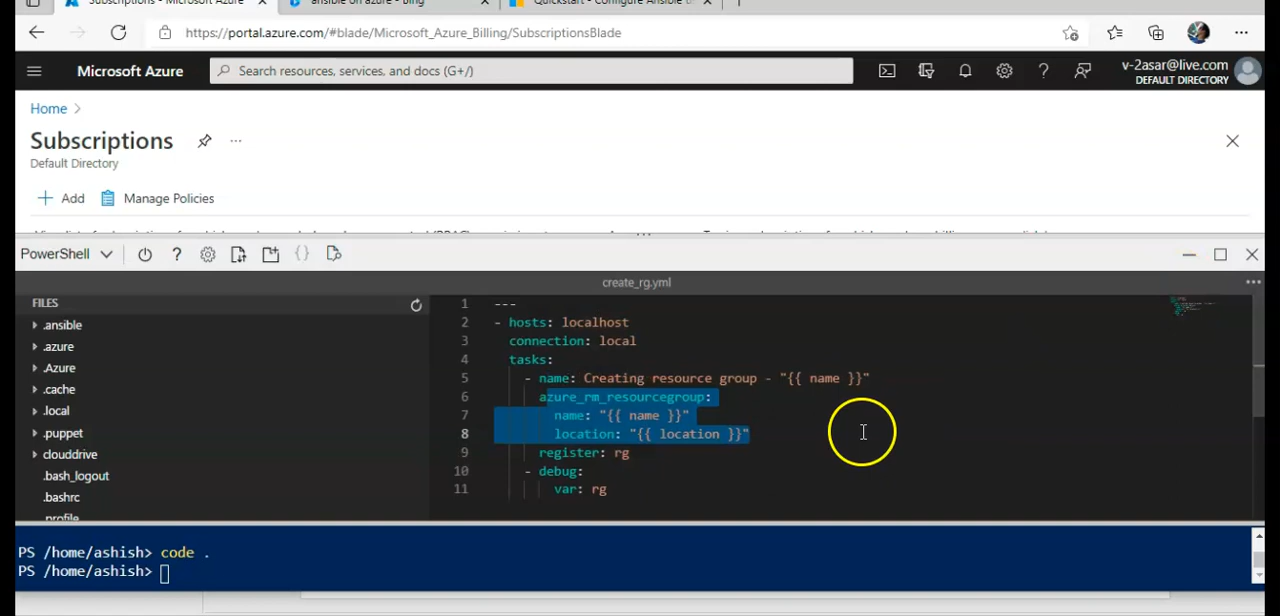 Subscriptions - Microsoft Azure
ansible on azure - Bing
Quickstart - Configure Ansible
https://portal.azure.com/#blade/Microsoft_Azure_Billing/SubscriptionsBlade
Microsoft Azure
Search resources, services, and docs (G+/)
v-2asar@live.com
DEFAULT DIRECTORY
Home >
Subscriptions
Default Directory
+ Add
Manage Policies
PowerShell
create_rg.yml
FILES
.ansible
.azure
.Azure
.cache
.local
.puppet
clouddrive
.bash_logout
.bashrc
.profile
1 ---
2 - hosts: localhost
3   connection: local
4   tasks:
5     - name: Creating resource group - "{{ name }}"
6       azure_rm_resourcegroup:
7         name: "{{ name }}"
8         location: "{{ location }}"
9       register: rg
10     - debug:
11         var: rg
PS /home/ashish> code .
PS /home/ashish>